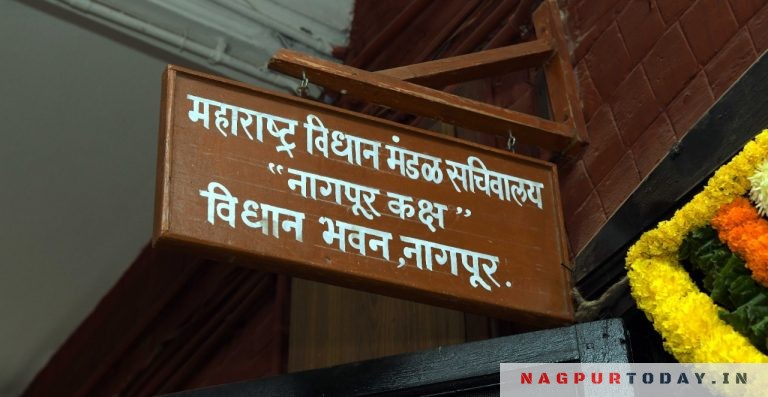 महाराष्ट्र विधान मंडळ सचिवालय
“नागपूर कक्ष”
विधान भवन,नागपूर.
NAGPURTODAY.IN